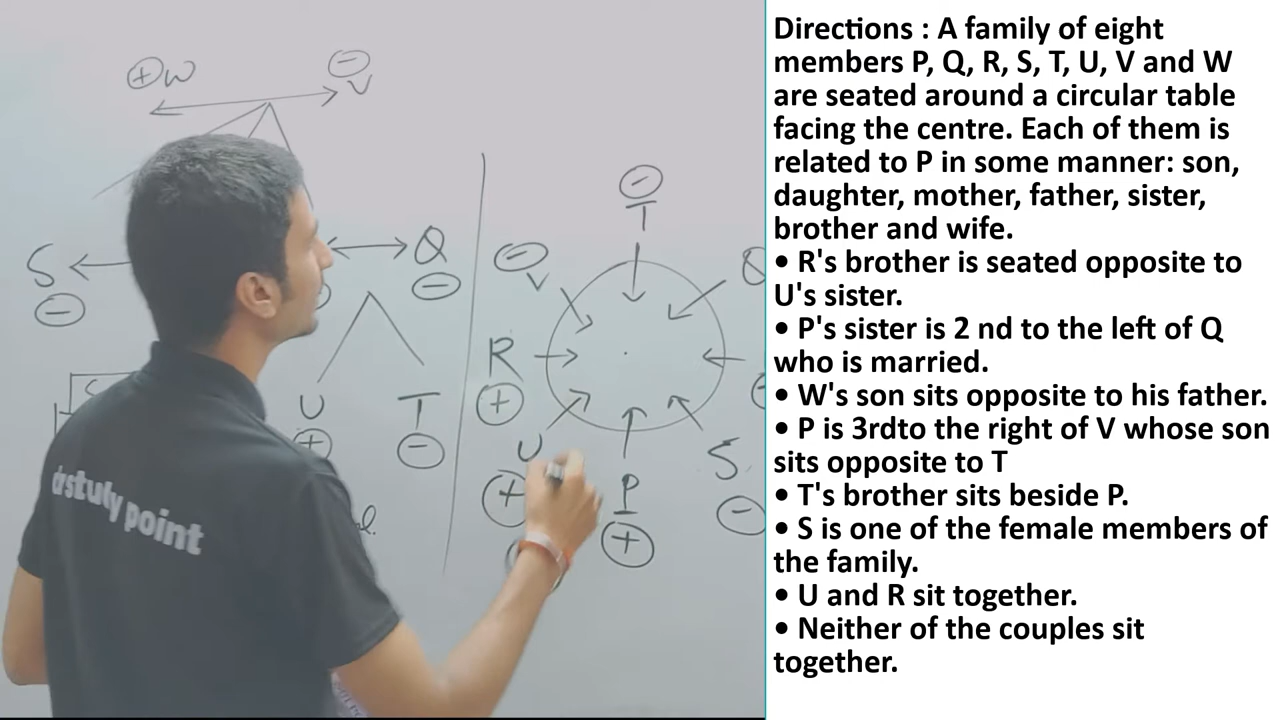 Directions : A family of eight
members P, Q, R, S, T, U, V and W
are seated around a circular table
facing the centre. Each of them is
related to P in some manner: son,
daughter, mother, father, sister,
brother and wife.
• R's brother is seated opposite to
U's sister.
• P's sister is 2 nd to the left of Q
who is married.
• W's son sits opposite to his father.
• P is 3rdto the right of V whose son
sits opposite to T
• T's brother sits beside P.
• S is one of the female members of
the family.
• U and R sit together.
• Neither of the couples sit
together.
+ W
- V
S
-
Q
-
U
+
T
-
-
T
-
V
Q
R
+
U
+
P
+
S
-
study point